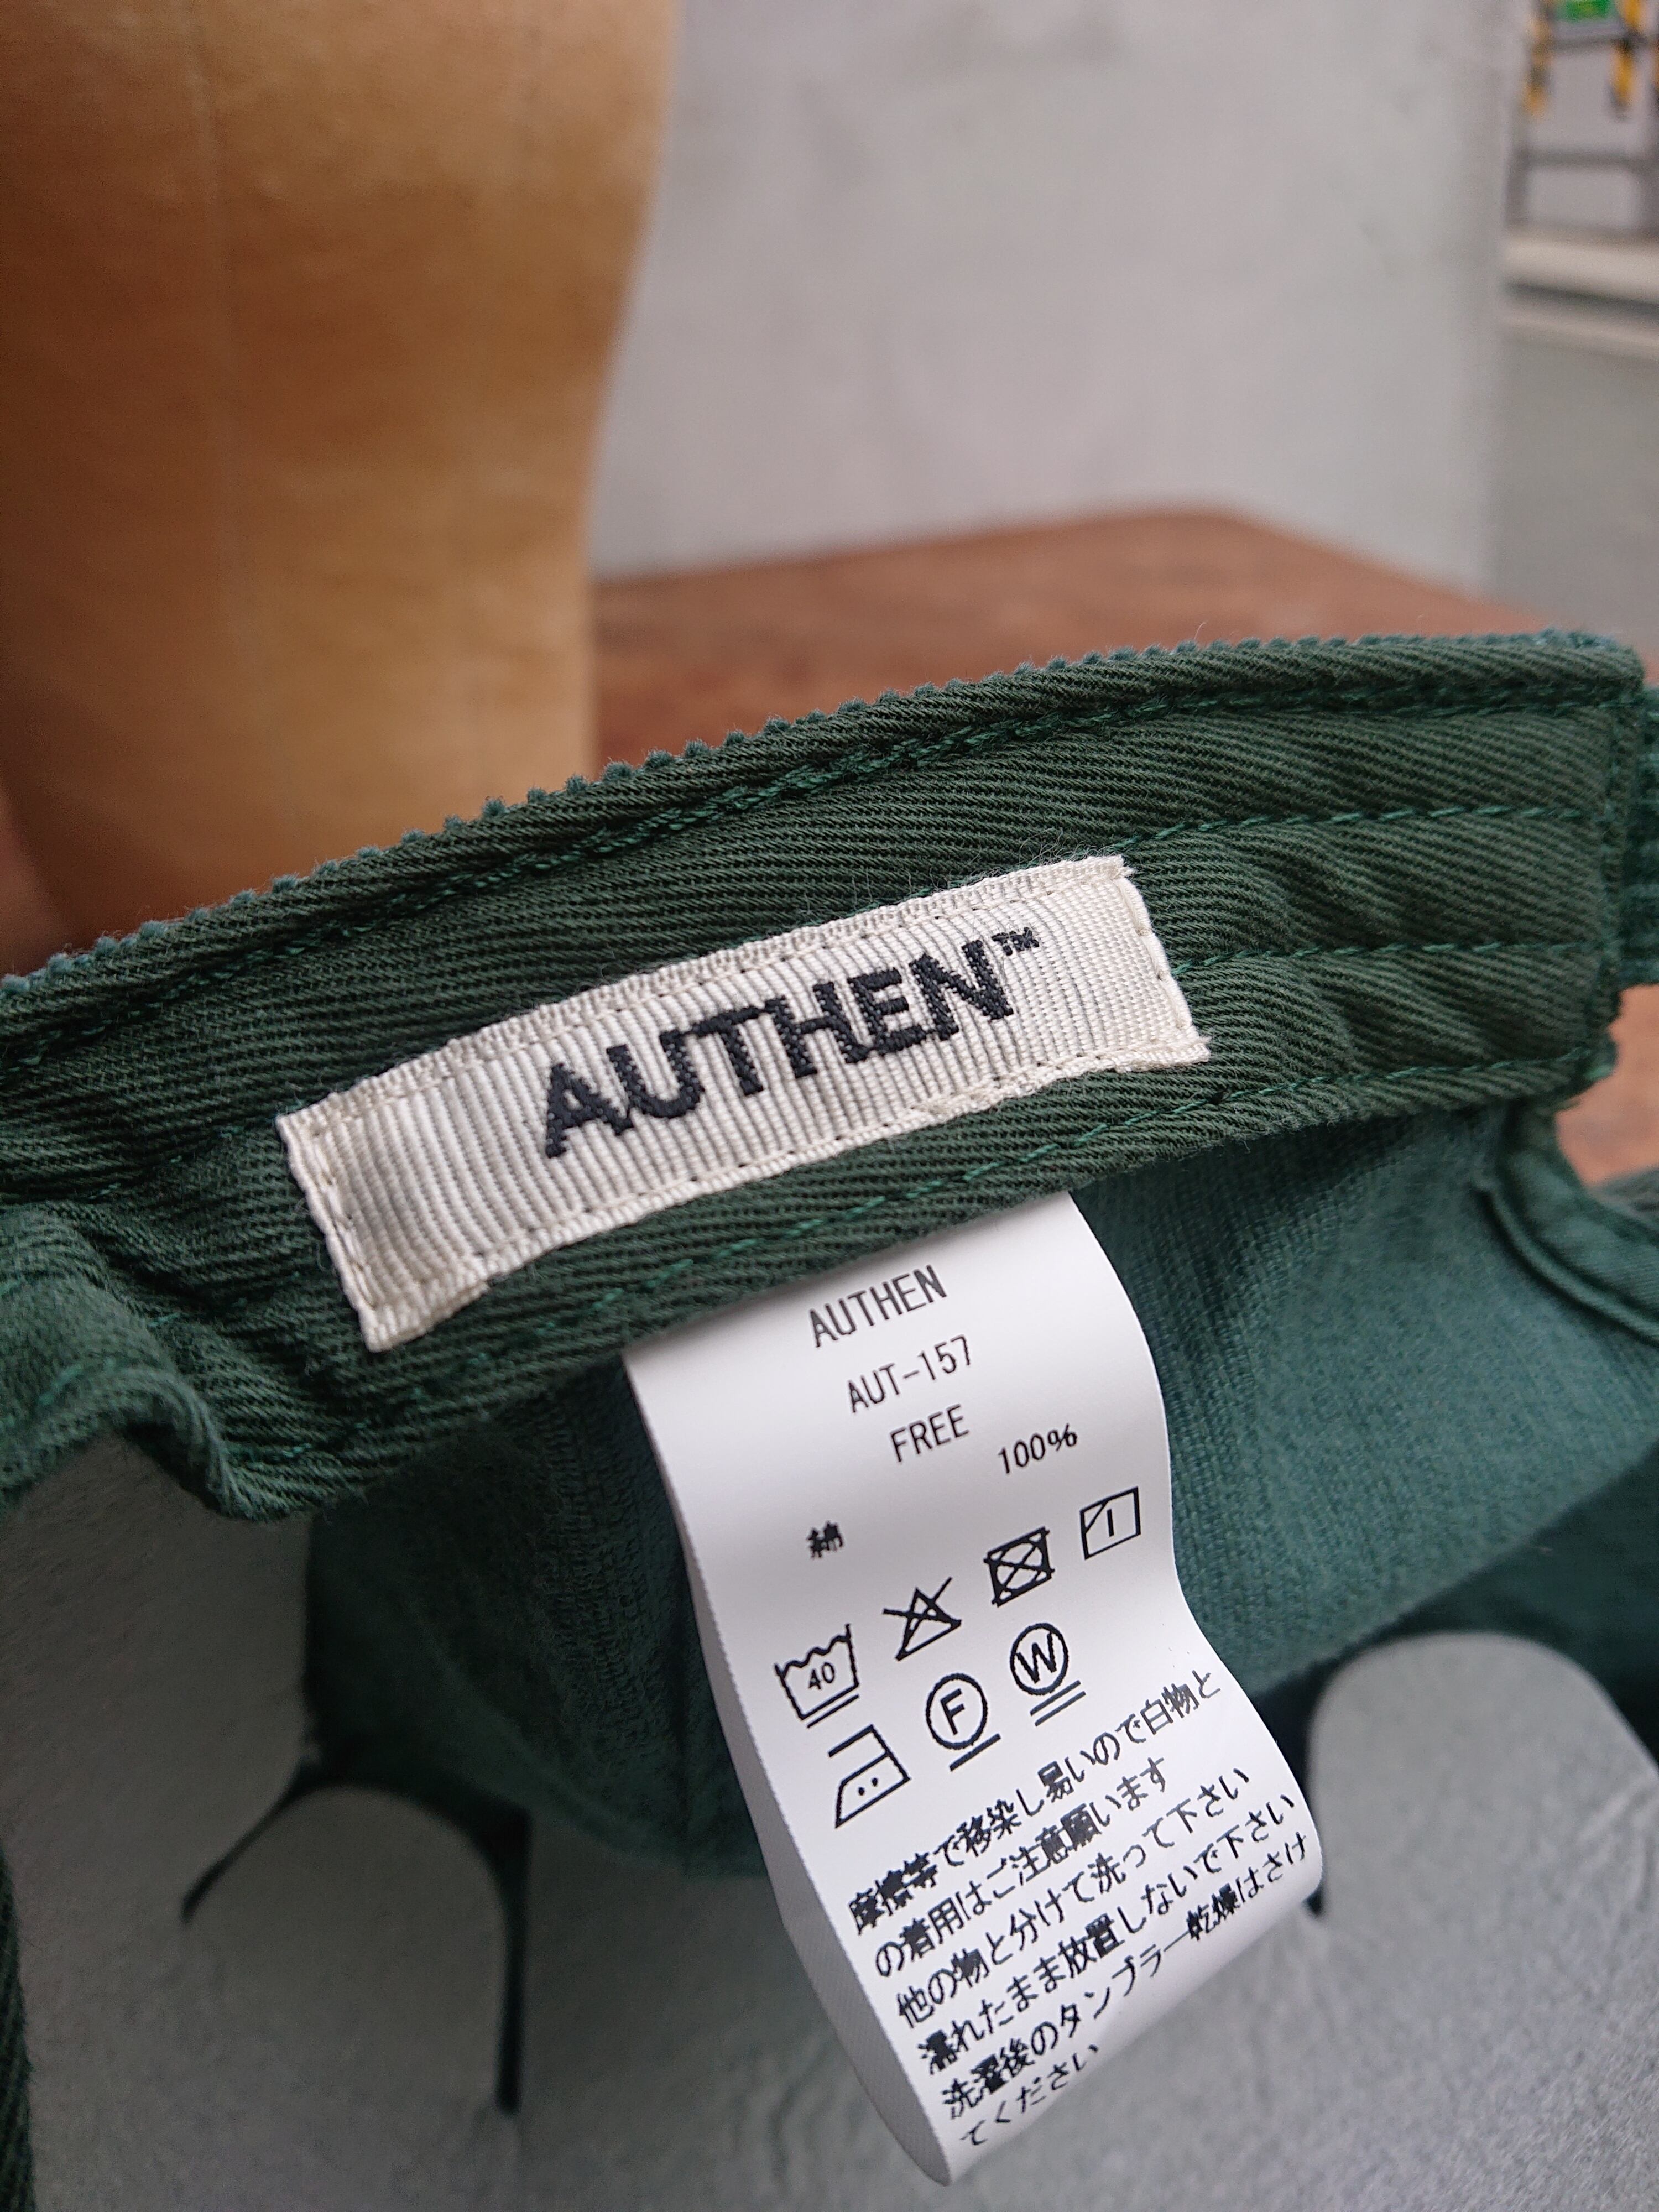 AUTHEN™
AUTHEN
AUT-157
FREE
綿 100%
40
F W
摩擦等で移染し易いので白物と
の着用はご注意願います
他の物と分けて洗って下さい
濡れたまま放置しないで下さい
洗濯後のタンブラー乾燥はさけ
てください